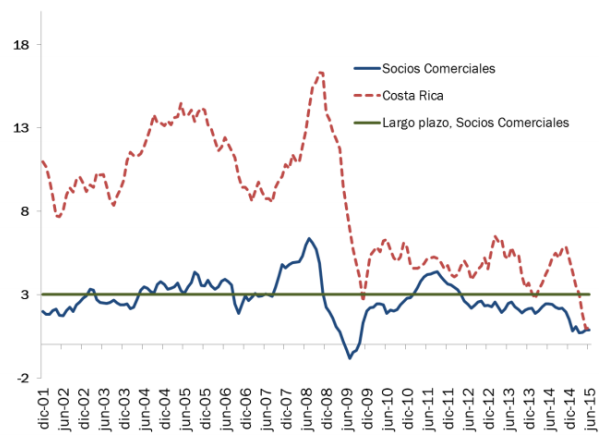 18
13
8
3
-2
Socios Comerciales
Costa Rica
Largo plazo, Socios Comerciales
dic-01
jun-02
dic-02
jun-03
dic-03
jun-04
dic-04
jun-05
dic-05
jun-06
dic-06
jun-07
dic-07
jun-08
dic-08
jun-09
dic-09
jun-10
dic-10
jun-11
dic-11
jun-12
dic-12
jun-13
dic-13
jun-14
dic-14
jun-15